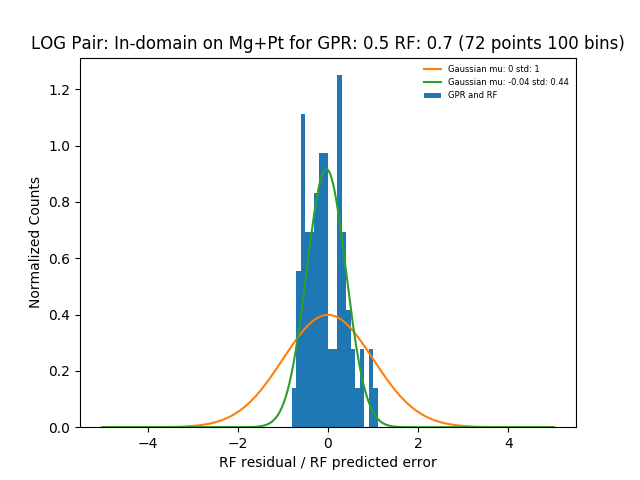 LOG Pair: In-domain on Mg+Pt for GPR: 0.5 RF: 0.7 (72 points 100 bins)
Gaussian mu: 0 std: 1
Gaussian mu: -0.04 std: 0.44
GPR and RF
Normalized Counts
1.2
1.0
0.8
0.6
0.4
0.2
0.0
−4
−2
0
2
4
RF residual / RF predicted error